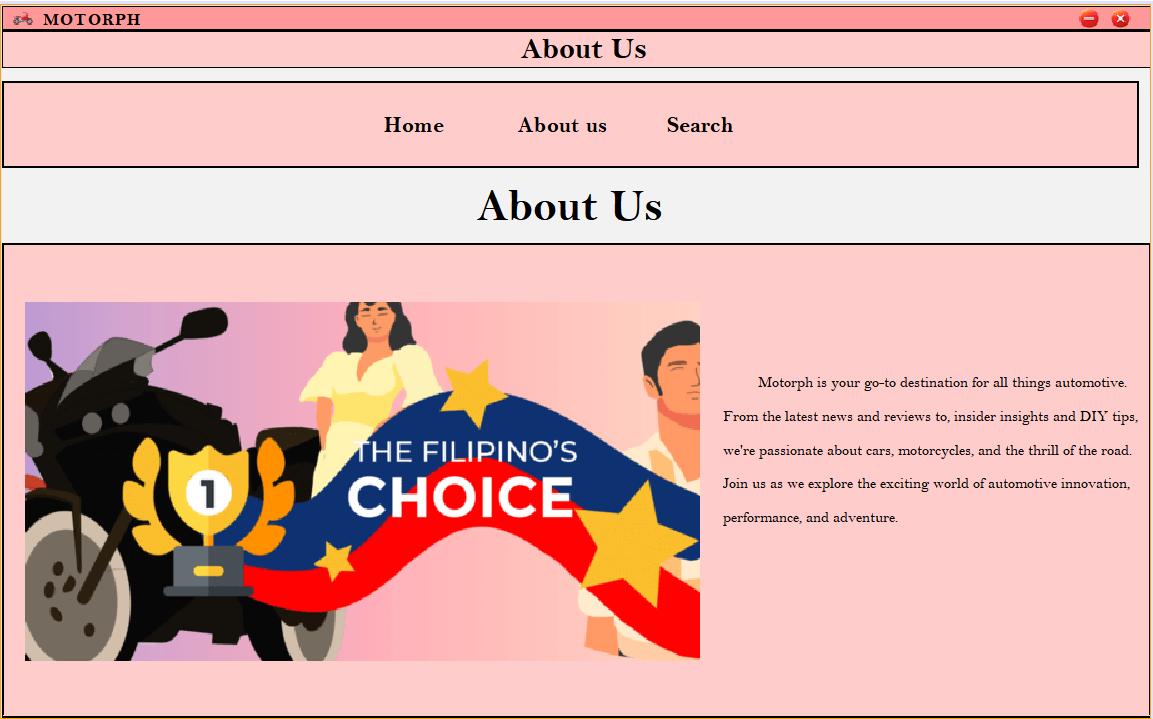 MOTORPH
About Us
Home About us Search
About Us
THE FILIPINO'S
CHOICE
1
Motorph is your go-to destination for all things automotive.
From the latest news and reviews to, insider insights and DIY tips,
we're passionate about cars, motorcycles, and the thrill of the road.
Join us as we explore the exciting world of automotive innovation,
performance, and adventure.